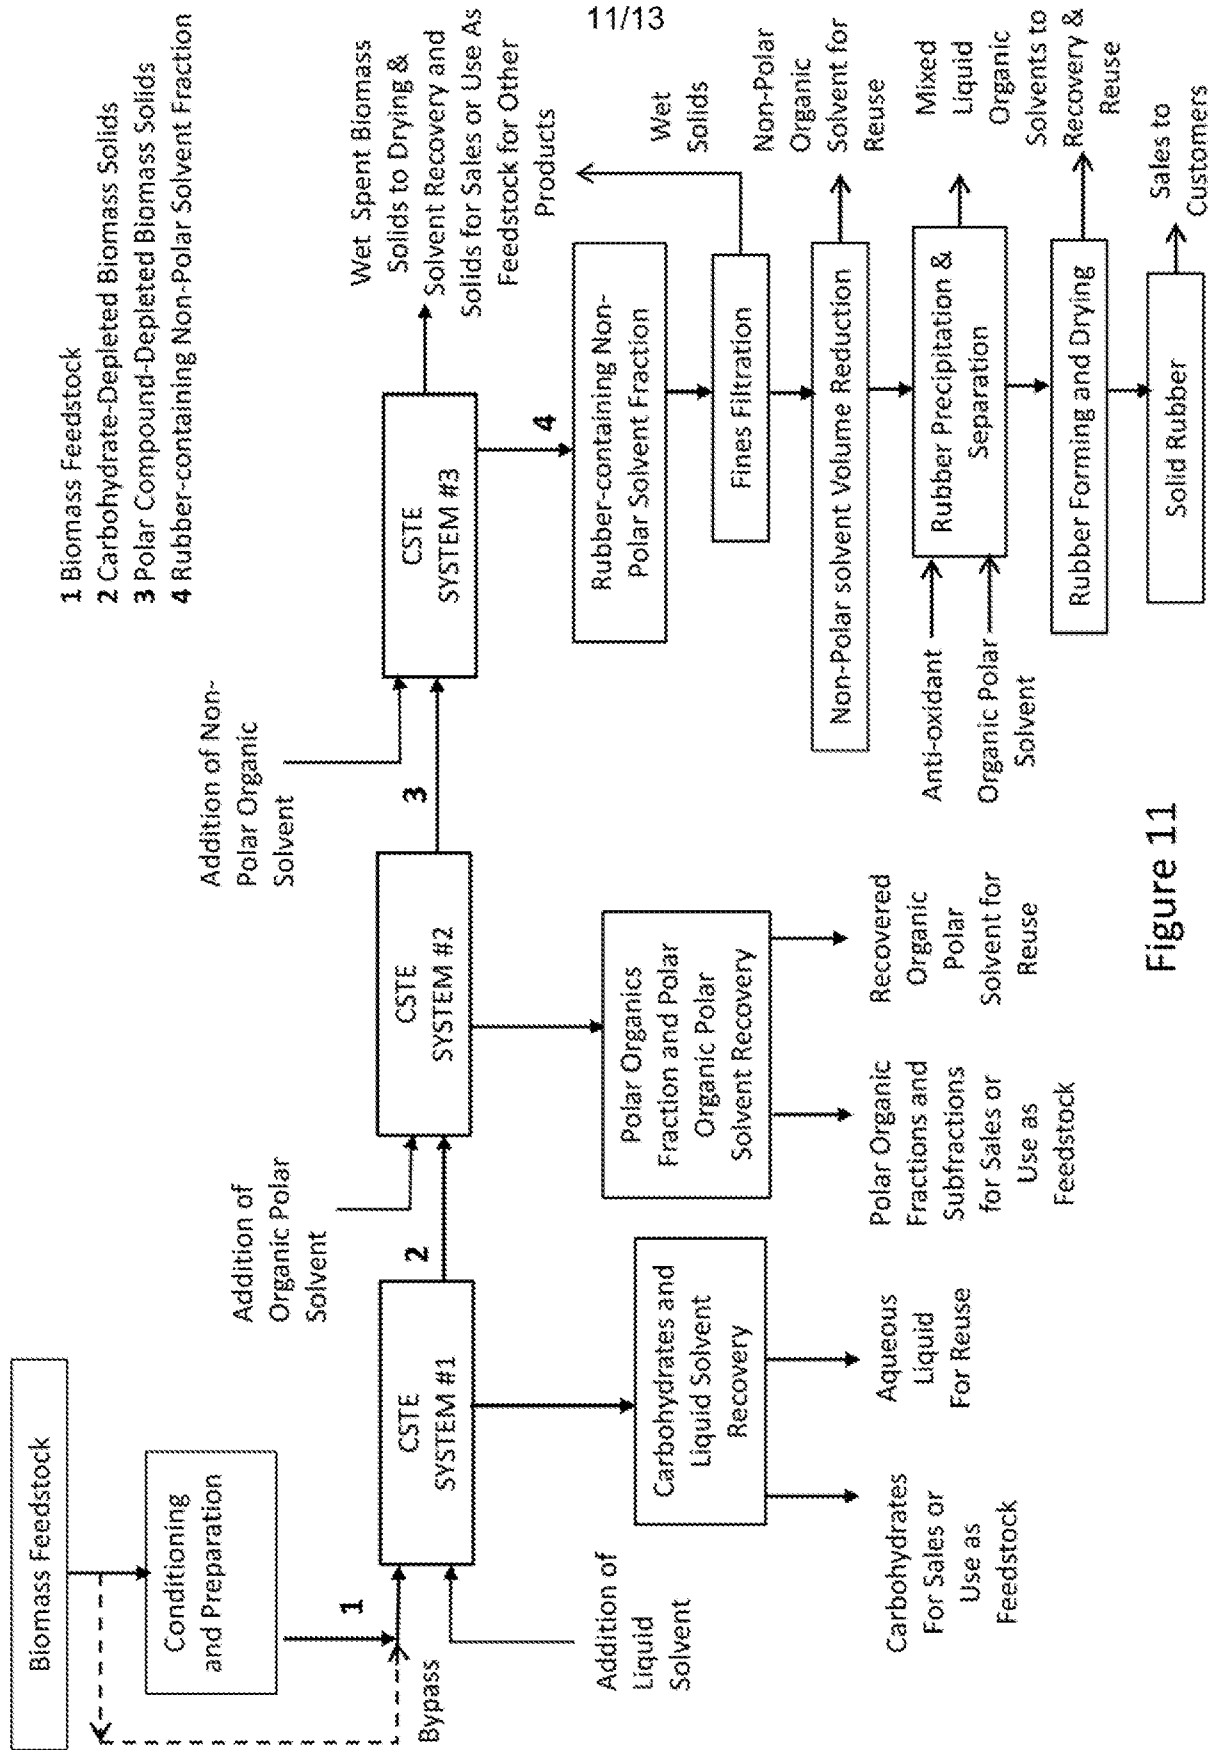 11/13
1 Biomass Feedstock
2 Carbohydrate-Depleted Biomass Solids
3 Polar Compound-Depleted Biomass Solids
4 Rubber-containing Non-Polar Solvent Fraction
Biomass Feedstock
Conditioning
and Preparation
Bypass
1
Addition of
Liquid
Solvent
CSTE
SYSTEM #1
Carbohydrates and
Liquid Solvent
Recovery
Carbohydrates
For Sales or
Use as
Feedstock
Aqueous
Liquid
For Reuse
2
Addition of
Organic Polar
Solvent
CSTE
SYSTEM #2
Polar Organics
Fraction and Polar
Organic Polar
Solvent Recovery
Polar Organic
Fractions and
Subfractions
for Sales or
Use as
Feedstock
Recovered
Organic
Polar
Solvent for
Reuse
3
Addition of Non-
Polar Organic
Solvent
CSTE
SYSTEM #3
Wet Spent Biomass
Solids to Drying &
Solvent Recovery and
Solids for Sales or Use As
Feedstock for Other
Products
4
Rubber-containing Non-
Polar Solvent Fraction
Fines Filtration
Wet
Solids
Non-Polar solvent Volume Reduction
Non-Polar
Organic
Solvent for
Reuse
Anti-oxidant
Organic Polar
Solvent
Rubber Precipitation &
Separation
Mixed
Liquid
Organic
Solvents to
Recovery &
Reuse
Rubber Forming and Drying
Solid Rubber
Sales to
Customers
Figure 11